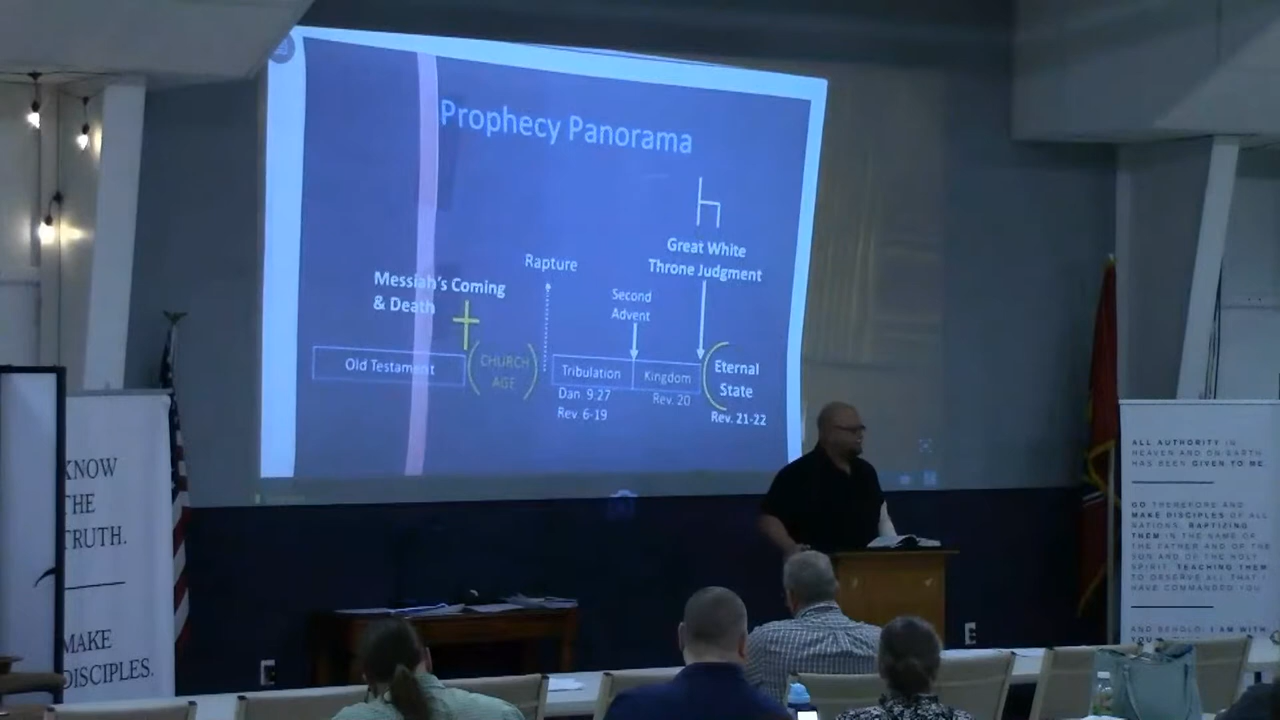 Prophecy Panorama
Great White
Throne Judgment
Rapture
Messiah's Coming
& Death
Second
Advent
Old Testament
CHURCH
AGE
Tribulation
Kingdom
Eternal
State
Dan 9:27
Rev. 6-19
Rev. 20
Rev. 21-22
KNOW
THE
TRUTH.
MAKE
DISCIPLES.
ALL AUTHORITY IN
HEAVEN AND ON EARTH
HAS BEEN GIVEN TO ME.
GO THEREFORE AND
MAKE DISCIPLES OF ALL
NATIONS, BAPTIZING
THEM IN THE NAME OF
THE FATHER AND OF THE
SON AND OF THE HOLY
SPIRIT, TEACHING THEM
TO OBSERVE ALL THAT I
HAVE COMMANDED YOU.
AND BEHOLD, I AM WITH